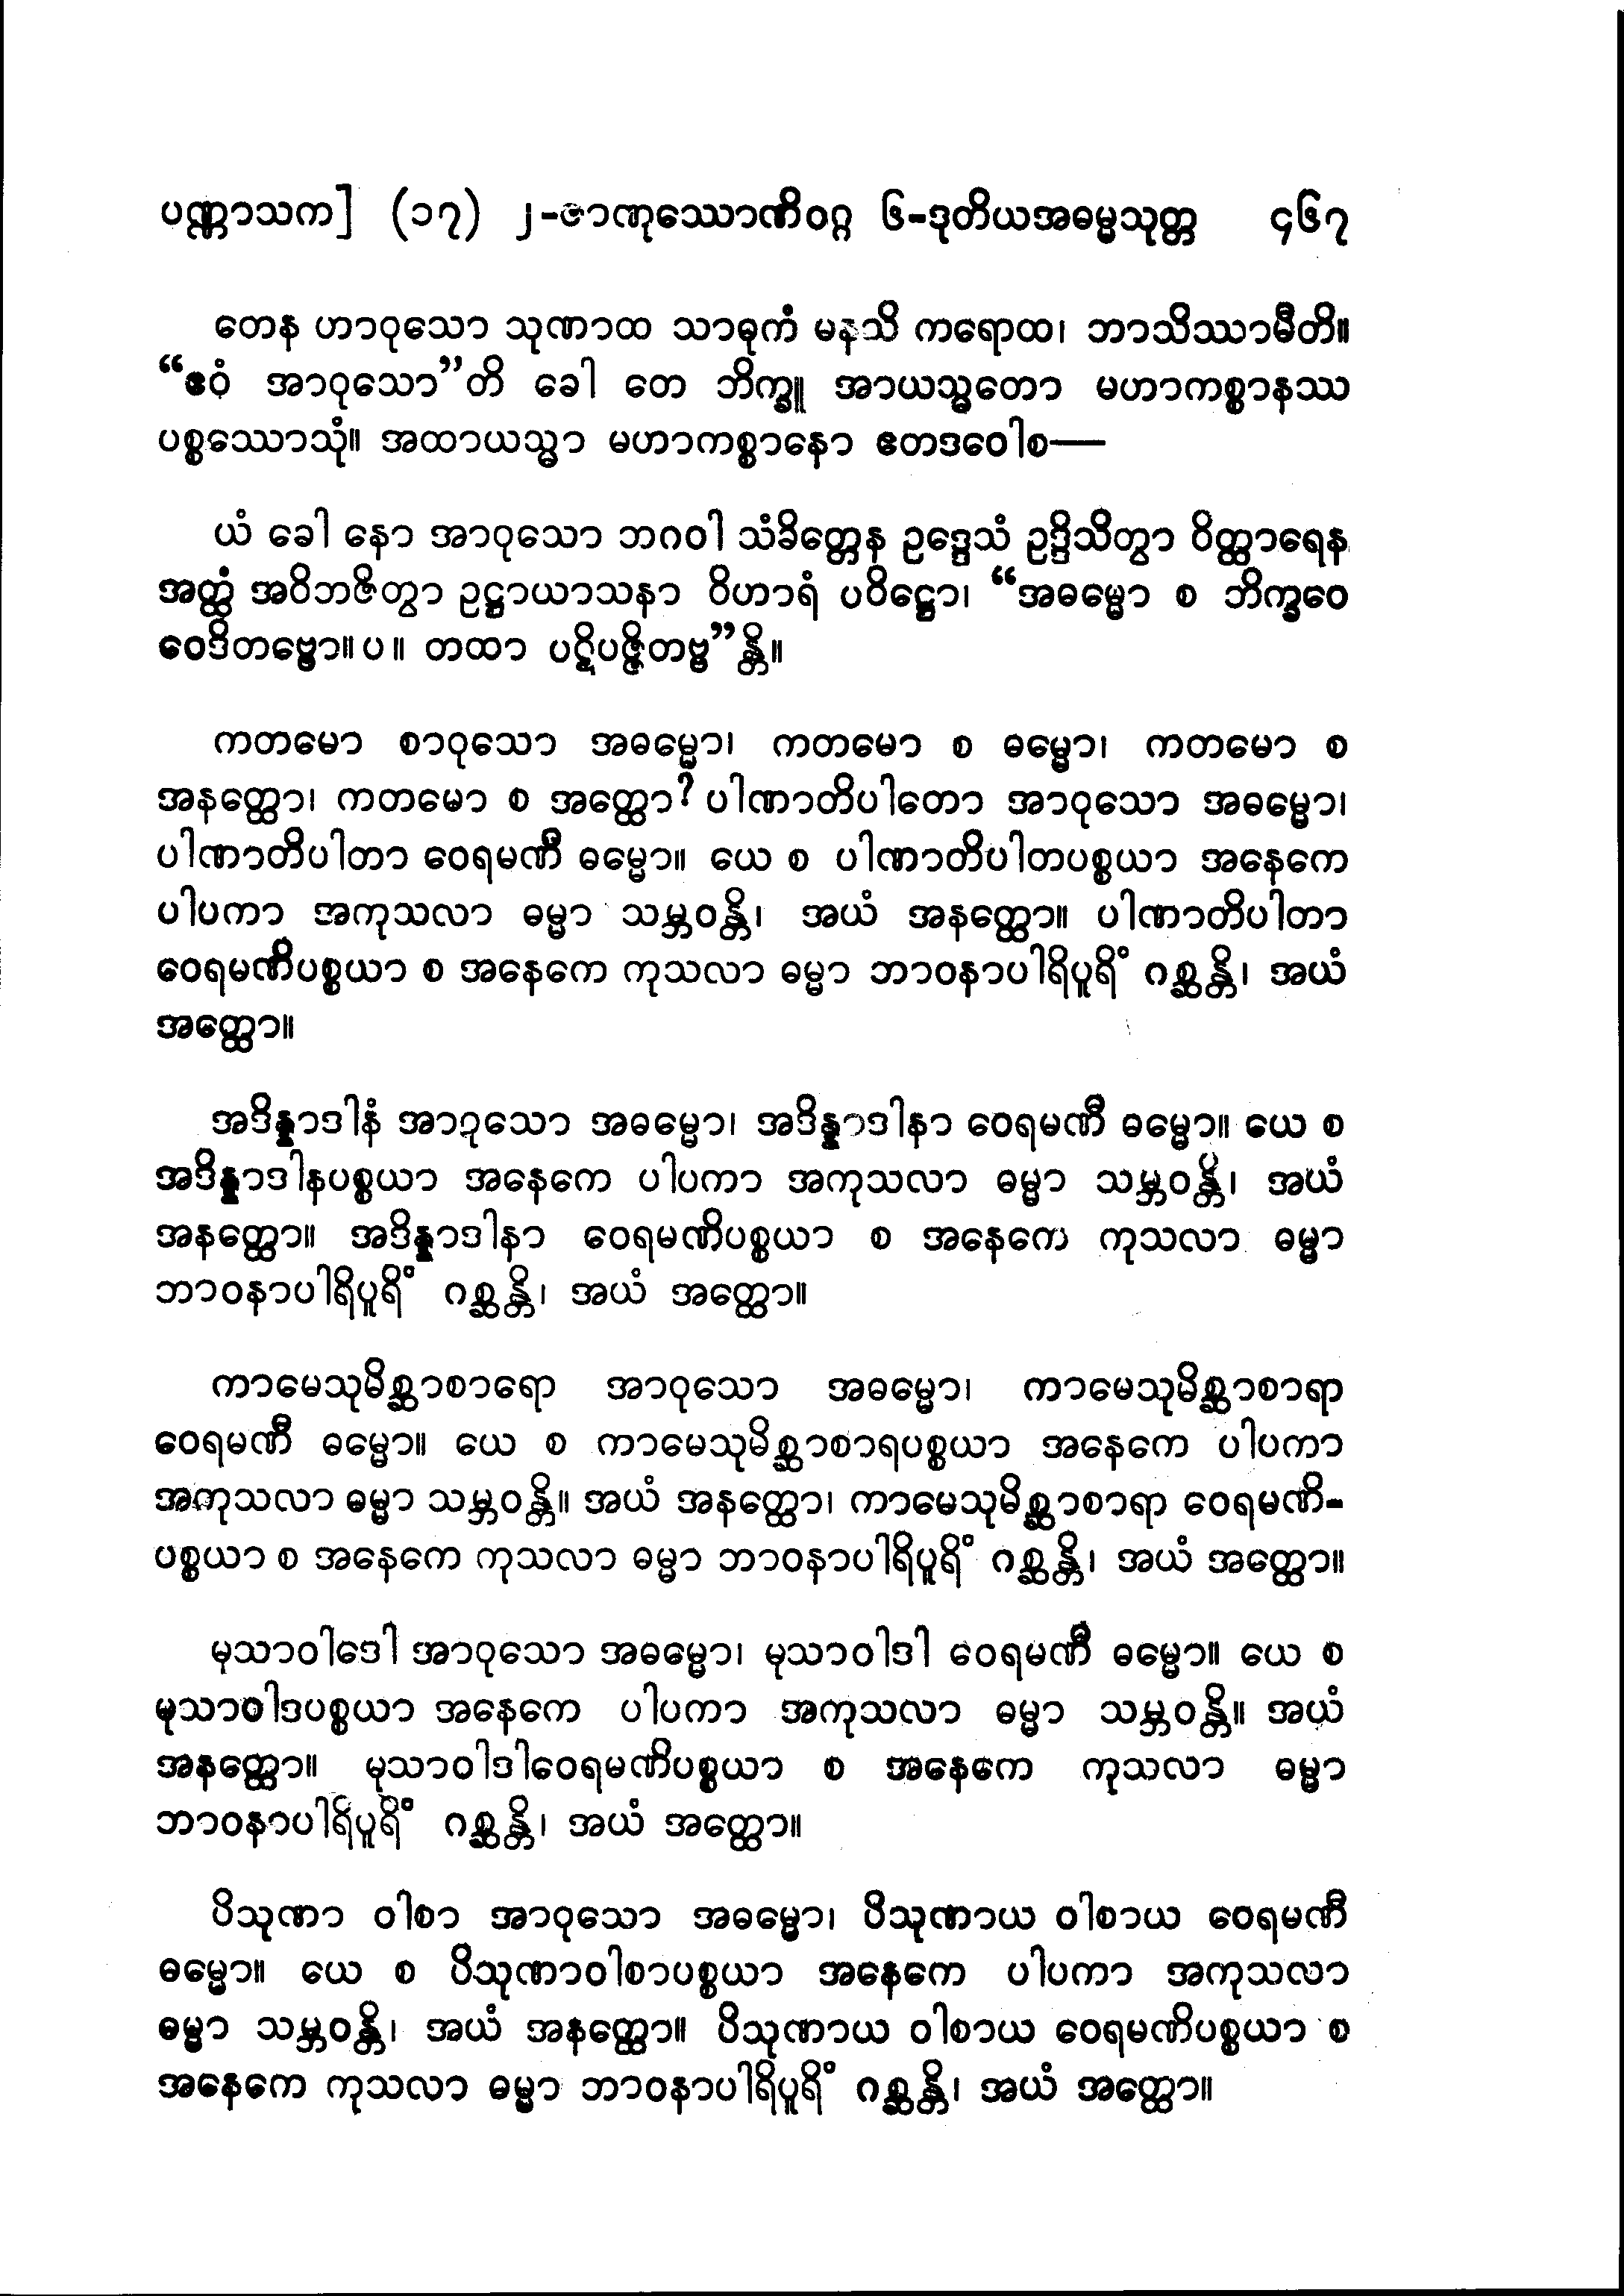 ပဏ္ဏာသက] (၁၇) ၂-ဇာဏုဿောဏိဝဂ္ဂ ၆-ဒုတိယအဓမ္မသုတ္တ ၄၆၇
တေန ဟာဝုသော သုဏာထ သာဓုကံ မနသိ ကရောထ၊ ဘာသိဿာမီတိ။
“ဧဝံ အာဝုသော”တိ ခေါ တေ ဘိက္ခူ အာယသ္မတော မဟာကစ္စာနဿ
ပစ္စဿောသုံ။ အထာယသ္မာ မဟာကစ္စာနော ဧတဒဝေါစ—
ယံ ခေါ နော အာဝုသော ဘဂဝါ သံခိတ္တေန ဥဒ္ဒေသံ ဥဒ္ဒိသိတွာ ဝိတ္ထာရေန
အတ္ထံ အဝိဘဇိတွာ ဥဋ္ဌာယာသနာ ဝိဟာရံ ပဝိဋ္ဌော၊ “အဓမ္မော စ ဘိက္ခဝေ
ဝေဒိတဗ္ဗော။ပ။ တထာ ပဋိပဇ္ဇိတဗ္ဗ”န္တိ။
ကတမော စာဝုသော အဓမ္မော၊ ကတမော စ ဓမ္မော၊ ကတမော စ
အနတ္ထော၊ ကတမော စ အတ္ထော? ပါဏာတိပါတော အာဝုသော အဓမ္မော၊
ပါဏာတိပါတာ ဝေရမဏီ ဓမ္မော။ ယေ စ ပါဏာတိပါတပစ္စယာ အနေကေ
ပါပကာ အကုသလာ ဓမ္မာ သမ္ဘဝန္တိ၊ အယံ အနတ္ထော။ ပါဏာတိပါတာ
ဝေရမဏိပစ္စယာ စ အနေကေ ကုသလာ ဓမ္မာ ဘာဝနာပါရိပူရိံ ဂစ္ဆန္တိ၊ အယံ
အတ္ထော။
အဒိန္နာဒါနံ အာဝုသော အဓမ္မော၊ အဒိန္နာဒါနာ ဝေရမဏီ ဓမ္မော။ ယေ စ
အဒိန္နာဒါနပစ္စယာ အနေကေ ပါပကာ အကုသလာ ဓမ္မာ သမ္ဘဝန္တိ၊ အယံ
အနတ္ထော။ အဒိန္နာဒါနာ ဝေရမဏိပစ္စယာ စ အနေကေ ကုသလာ ဓမ္မာ
ဘာဝနာပါရိပူရိံ ဂစ္ဆန္တိ၊ အယံ အတ္ထော။
ကာမေသုမိစ္ဆာစာရော အာဝုသော အဓမ္မော၊ ကာမေသုမိစ္ဆာစာရာ
ဝေရမဏီ ဓမ္မော။ ယေ စ ကာမေသုမိစ္ဆာစာရပစ္စယာ အနေကေ ပါပကာ
အကုသလာ ဓမ္မာ သမ္ဘဝန္တိ။ အယံ အနတ္ထော၊ ကာမေသုမိစ္ဆာစာရာ ဝေရမဏိ-
ပစ္စယာ စ အနေကေ ကုသလာ ဓမ္မာ ဘာဝနာပါရိပူရိံ ဂစ္ဆန္တိ၊ အယံ အတ္ထော။
မုသာဝါဒေါ အာဝုသော အဓမ္မော၊ မုသာဝါဒါ ဝေရမဏီ ဓမ္မော။ ယေ စ
မုသာဝါဒပစ္စယာ အနေကေ ပါပကာ အကုသလာ ဓမ္မာ သမ္ဘဝန္တိ။ အယံ
အနတ္ထော။ မုသာဝါဒါဝေရမဏိပစ္စယာ စ အနေကေ ကုသလာ ဓမ္မာ
ဘာဝနာပါရိပူရိံ ဂစ္ဆန္တိ၊ အယံ အတ္ထော။
ပိသုဏာ ဝါစာ အာဝုသော အဓမ္မော၊ ပိသုဏာယ ဝါစာယ ဝေရမဏီ
ဓမ္မော။ ယေ စ ပိသုဏာဝါစာပစ္စယာ အနေကေ ပါပကာ အကုသလာ
ဓမ္မာ သမ္ဘဝန္တိ၊ အယံ အနတ္ထော။ ပိသုဏာယ ဝါစာယ ဝေရမဏိပစ္စယာ စ
အနေကေ ကုသလာ ဓမ္မာ ဘာဝနာပါရိပူရိံ ဂစ္ဆန္တိ၊ အယံ အတ္ထော။